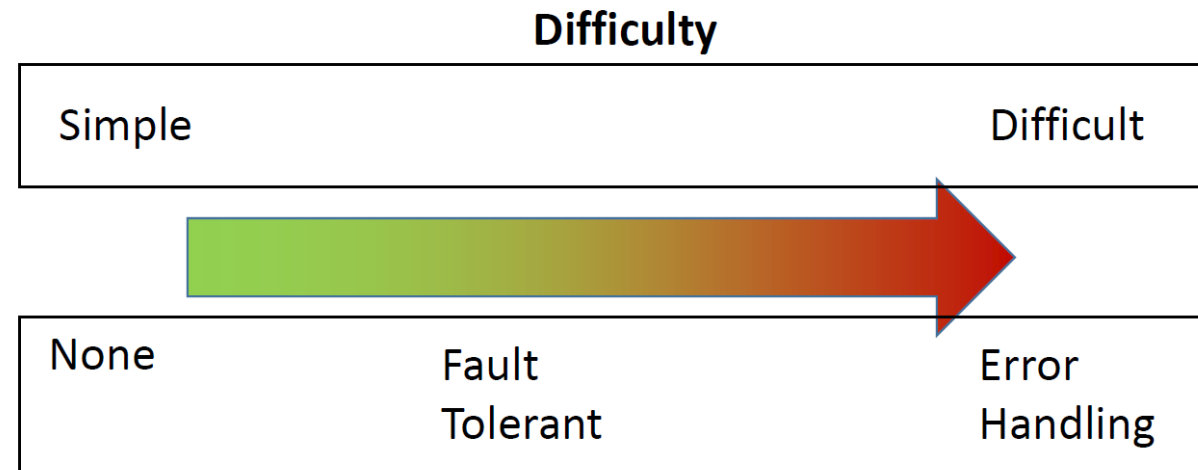 Difficulty
Simple
Difficult
None
Fault
Tolerant
Error
Handling